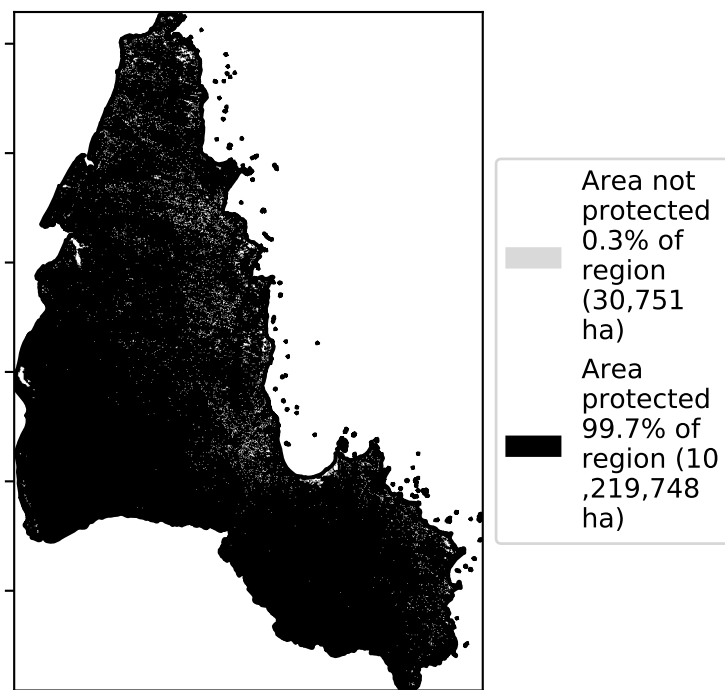 Area not
protected
0.3% of
region
(30,751
ha)
Area
protected
99.7% of
region (10
,219,748
ha)